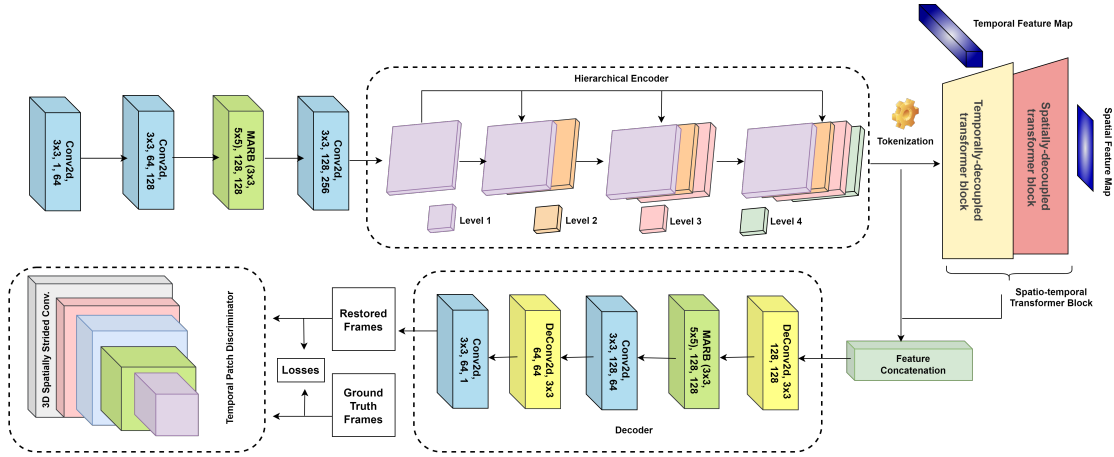 Conv2d,
3x3, 1, 64
Conv2d,
3x3, 64, 128
MARB (3x3,
5x5), 128, 128
Conv2d,
3x3, 128, 256
Hierarchical Encoder
Level 1
Level 2
Level 3
Level 4
Tokenization
Temporal Feature Map
Temporally-decoupled
transformer block
Spatially-decoupled
transformer block
Spatial Feature Map
Spatio-temporal
Transformer Block
Feature
Concatenation
DeConv2d, 3x3
128, 128
MARB (3x3,
5x5), 128, 128
Conv2d,
3x3, 128, 64
DeConv2d, 3x3
64, 64
Conv2d,
3x3, 64, 1
Decoder
Restored
Frames
Losses
Ground
Truth
Frames
Temporal Patch Discriminator
3D Spatially Strided Conv.